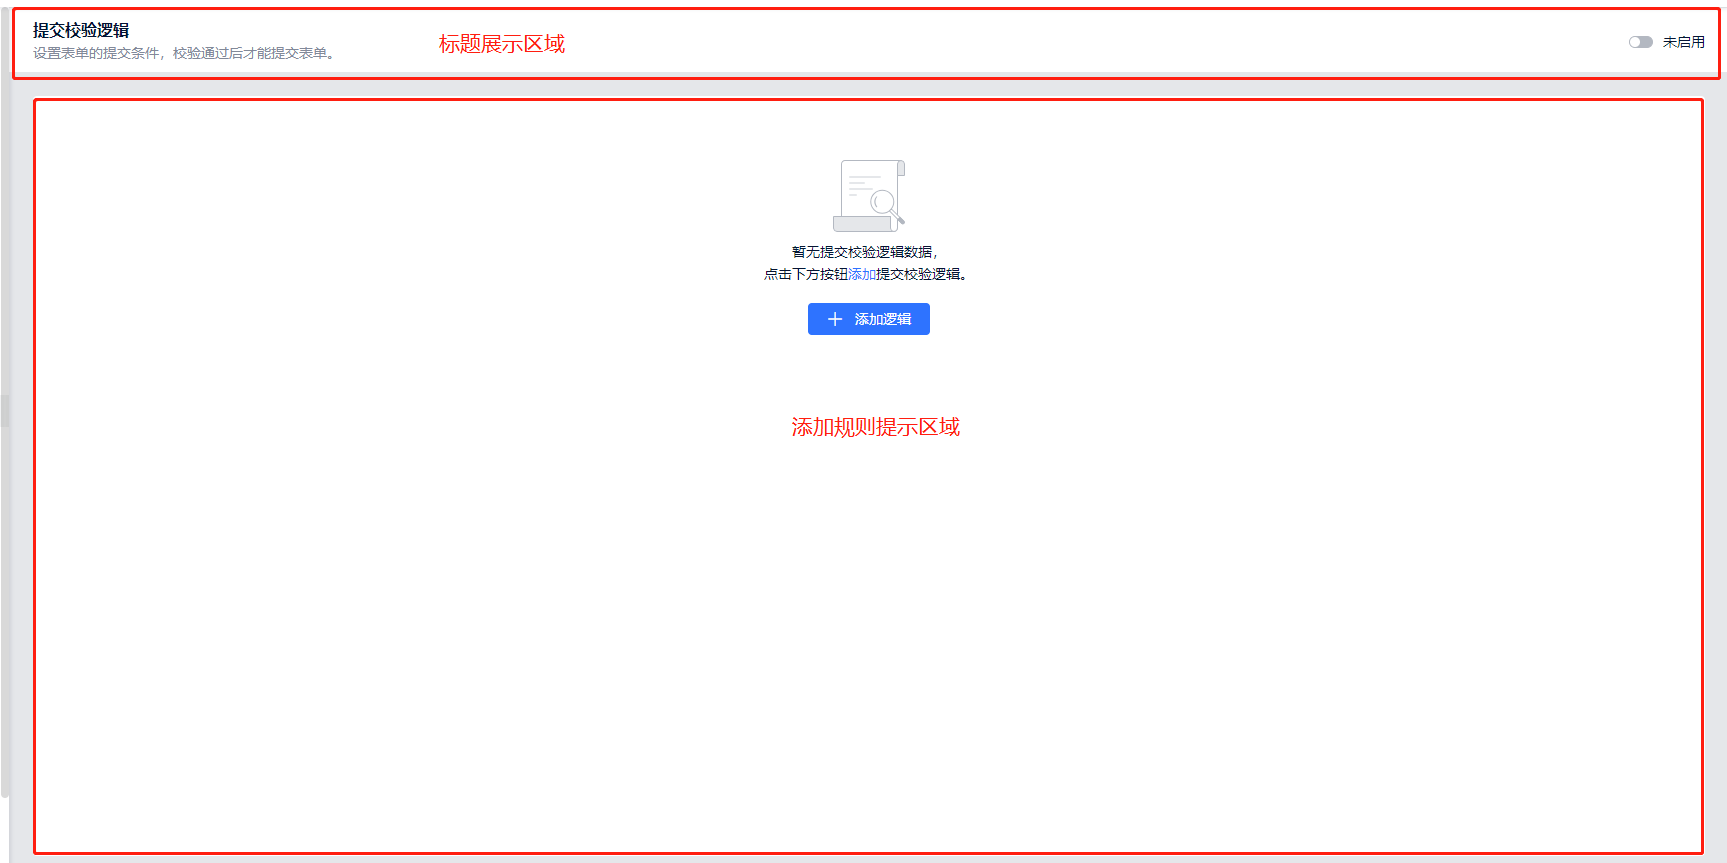 提交校验逻辑
设置表单的提交条件，校验通过后才能提交表单。
标题展示区域
未启用
暂无提交校验逻辑数据，
点击下方按钮添加提交校验逻辑。
添加逻辑
添加规则提示区域